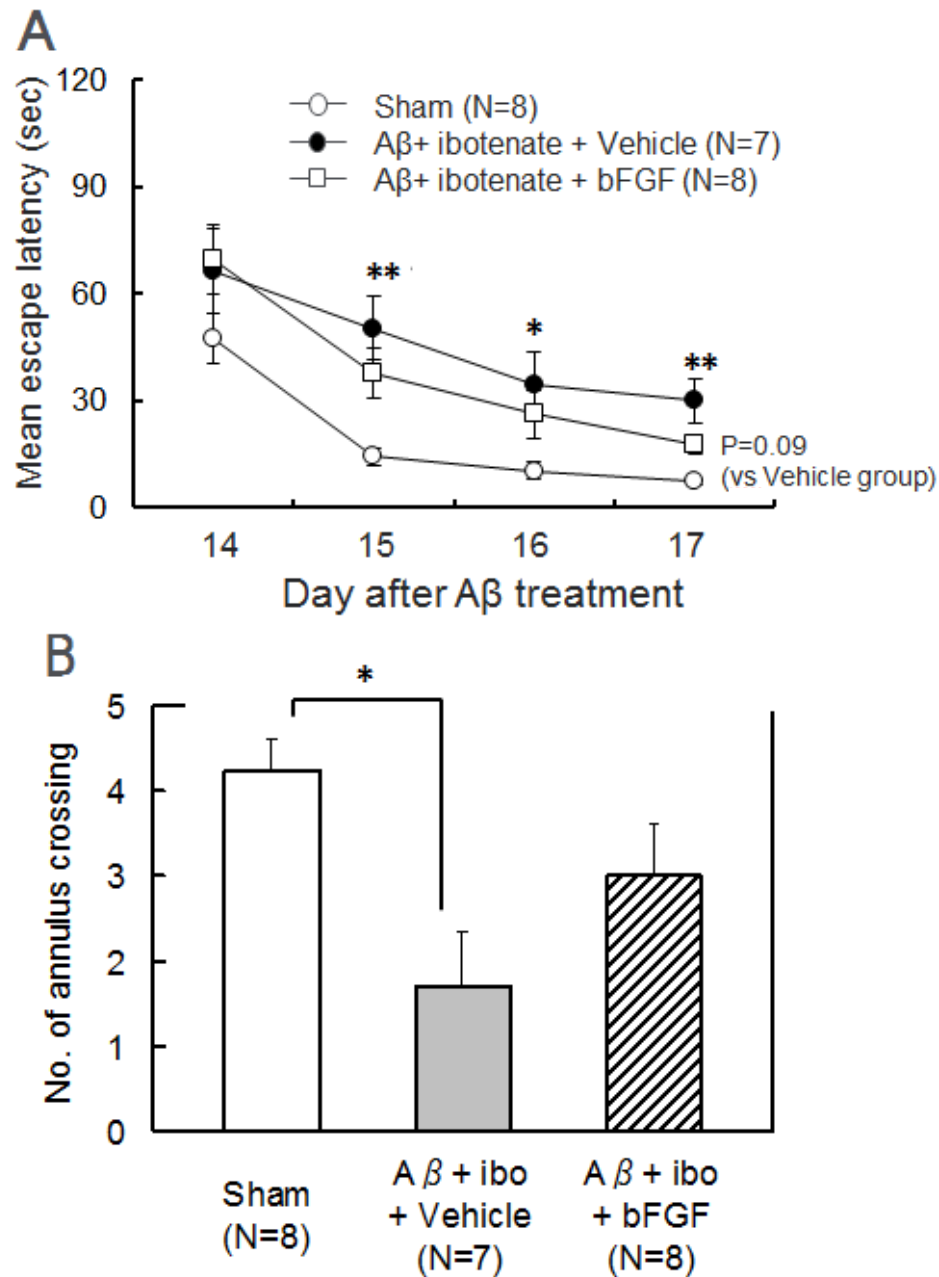 A
Mean escape latency (sec)
120
90
60
30
0
Sham (N=8)
Aβ+ ibotenate + Vehicle (N=7)
Aβ+ ibotenate + bFGF (N=8)
**
*
**
P=0.09
(vs Vehicle group)
14 15 16 17
Day after Aβ treatment
B
*
No. of annulus crossing
5
4
3
2
1
0
Sham
(N=8)
A β + ibo
+ Vehicle
(N=7)
A β + ibo
+ bFGF
(N=8)